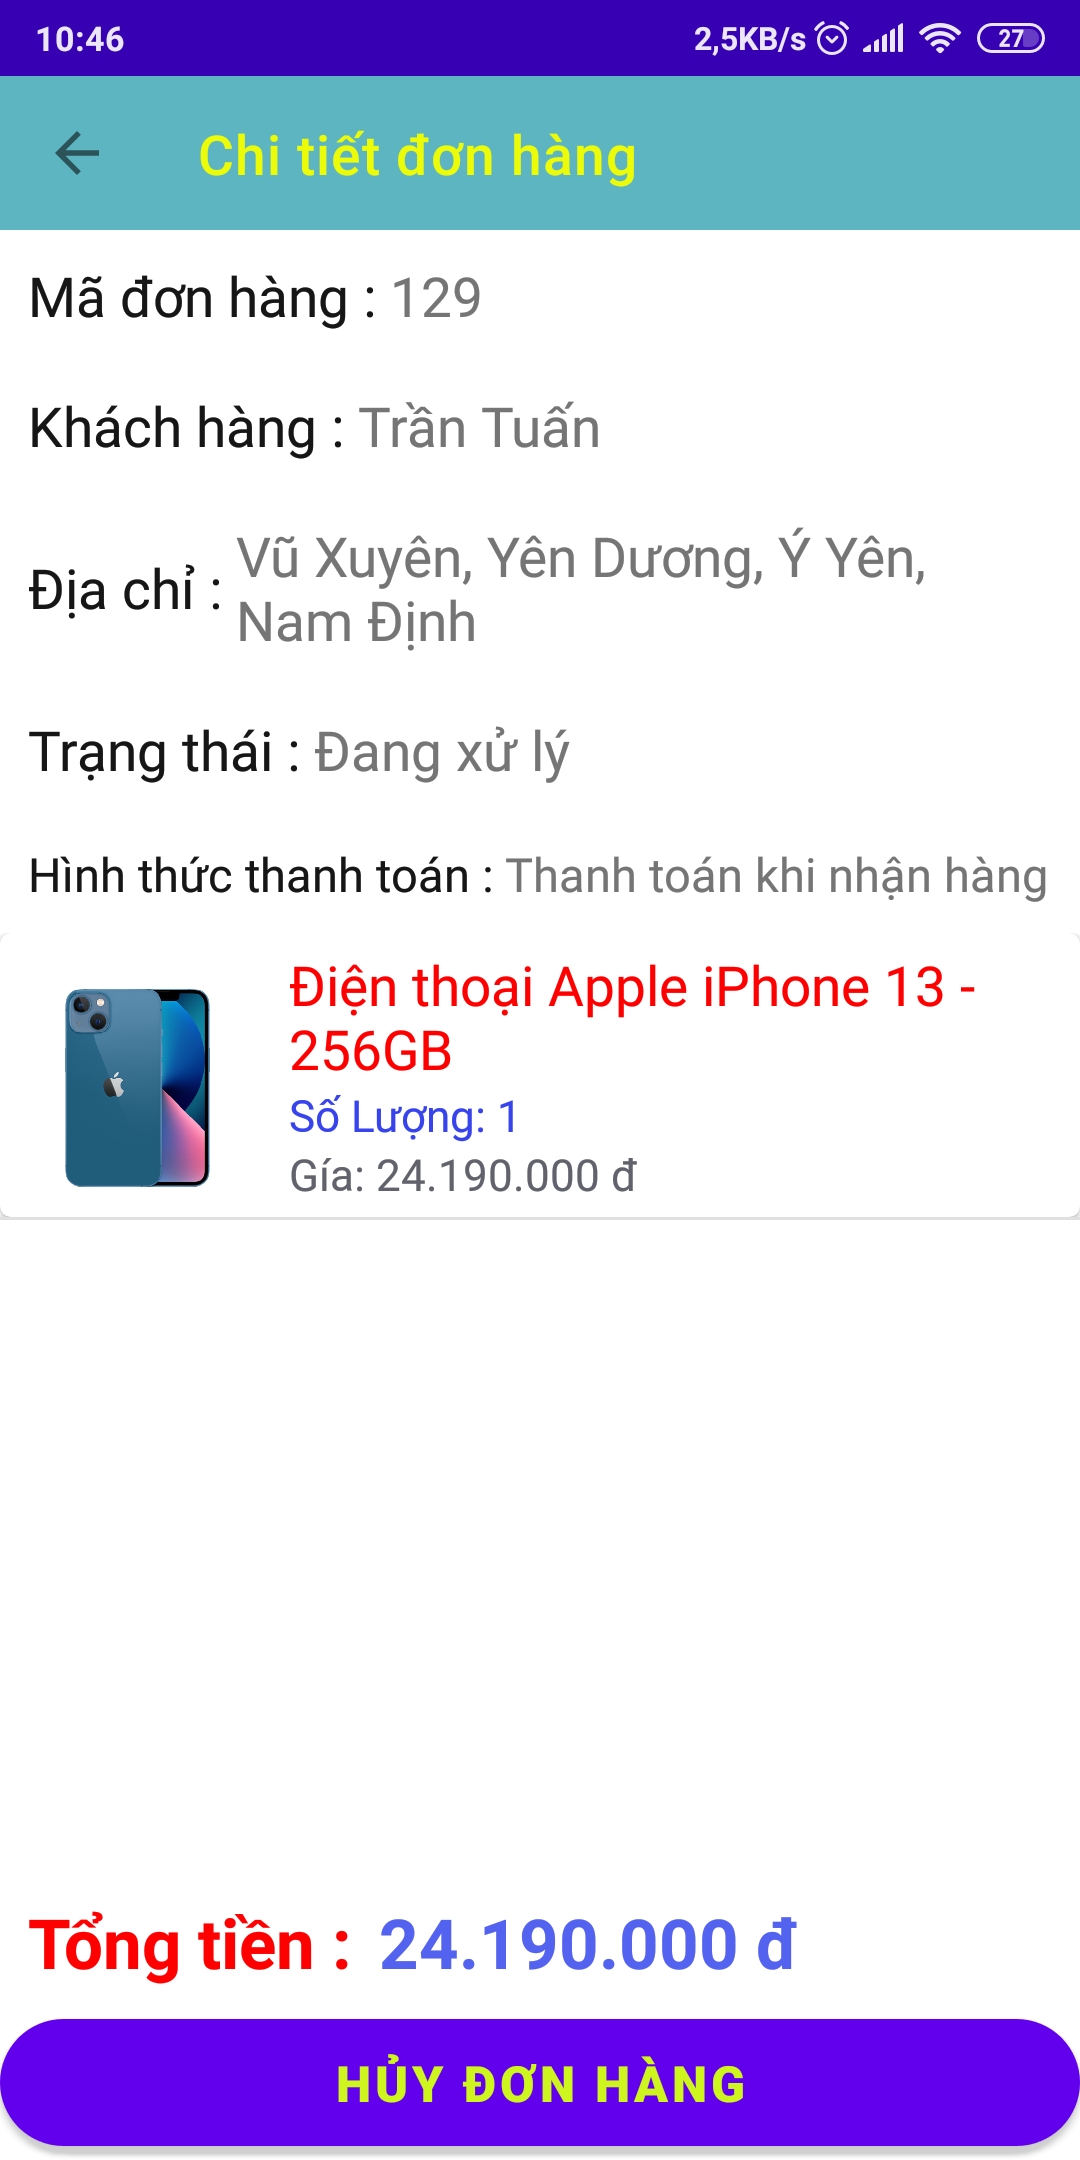 10:46 2,5KB/s 27
Chi tiết đơn hàng
Mã đơn hàng : 129
Khách hàng : Trần Tuấn
Địa chỉ : Vũ Xuyên, Yên Dương, Ý Yên,
Nam Định
Trạng thái : Đang xử lý
Hình thức thanh toán : Thanh toán khi nhận hàng
Điện thoại Apple iPhone 13 -
256GB
Số Lượng: 1
Gía: 24.190.000 đ
Tổng tiền : 24.190.000 đ
HỦY ĐƠN HÀNG